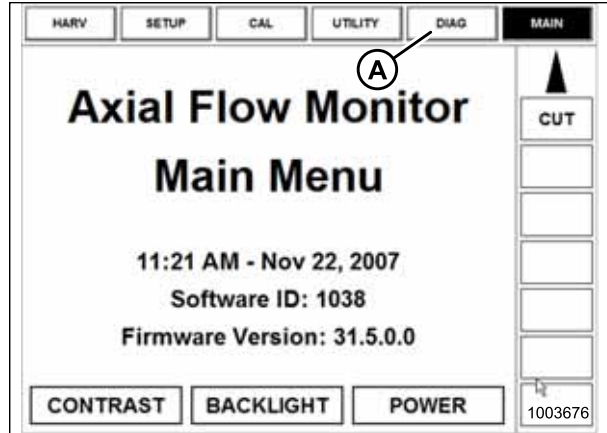 HARV SETUP CAL UTILITY DIAG MAIN
A
Axial Flow Monitor
CUT
Main Menu
11:21 AM - Nov 22, 2007
Software ID: 1038
Firmware Version: 31.5.0.0
CONTRAST BACKLIGHT POWER
1003676